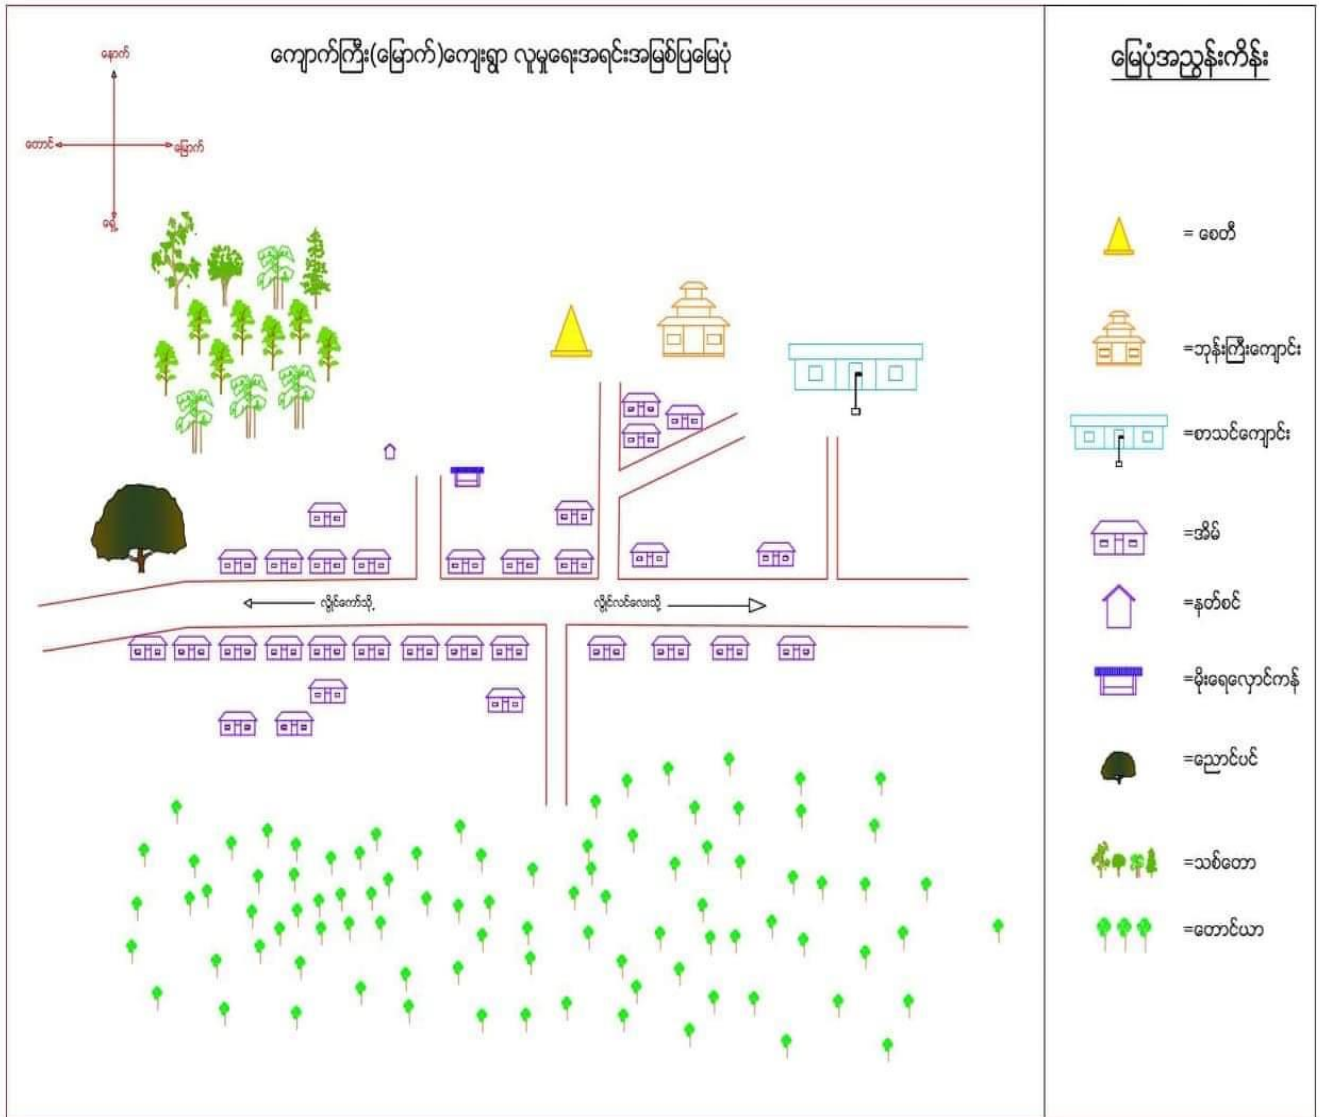 ကျောက်ကြီး(မြောက်)ကျေးရွာ လူမှုရေးအရင်းအမြစ်ပြမြေပုံ
နောက်
တောင်
မြောက်
ရှေ့
လွိုင်ကော်သို့
လွိုင်လင်လေးသို့
မြေပုံအညွှန်းကိန်း
= စေတီ
=ဘုန်းကြီးကျောင်း
=စာသင်ကျောင်း
=အိမ်
=နတ်စင်
=မိုးရေလှောင်ကန်
=ညောင်ပင်
=သစ်တော
=တောင်ယာ